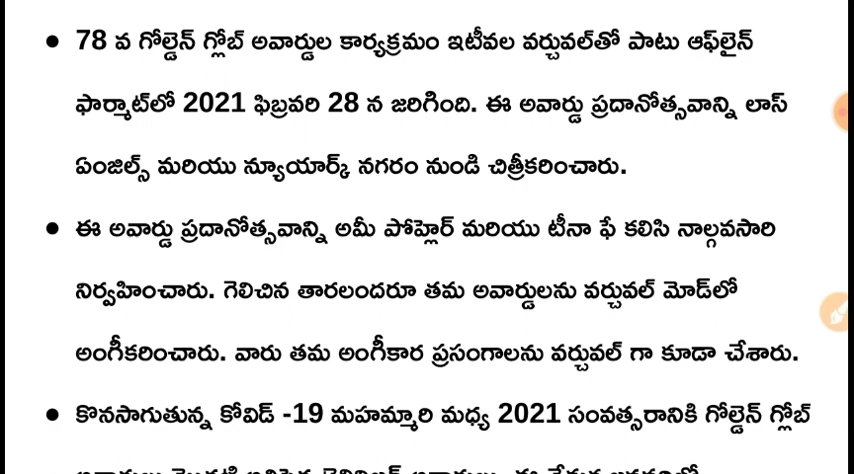 • 78 వ గోల్డెన్ గ్లోబ్ అవార్డుల కార్యక్రమం ఇటీవల వర్చువల్‌తో పాటు ఆఫ్‌లైన్
ఫార్మాట్‌లో 2021 ఫిబ్రవరి 28 న జరిగింది. ఈ అవార్డు ప్రదానోత్సవాన్ని లాస్
ఏంజిల్స్ మరియు న్యూయార్క్ నగరం నుండి చిత్రీకరించారు.
• ఈ అవార్డు ప్రదానోత్సవాన్ని అమీ పోహ్లెర్ మరియు టీనా ఫే కలిసి నాల్గవసారి
నిర్వహించారు. గెలిచిన తారలందరూ తమ అవార్డులను వర్చువల్ మోడ్‌లో
అంగీకరించారు. వారు తమ అంగీకార ప్రసంగాలను వర్చువల్ గా కూడా చేశారు.
• కొనసాగుతున్న కోవిడ్ -19 మహమ్మారి మధ్య 2021 సంవత్సరానికి గోల్డెన్ గ్లోబ్